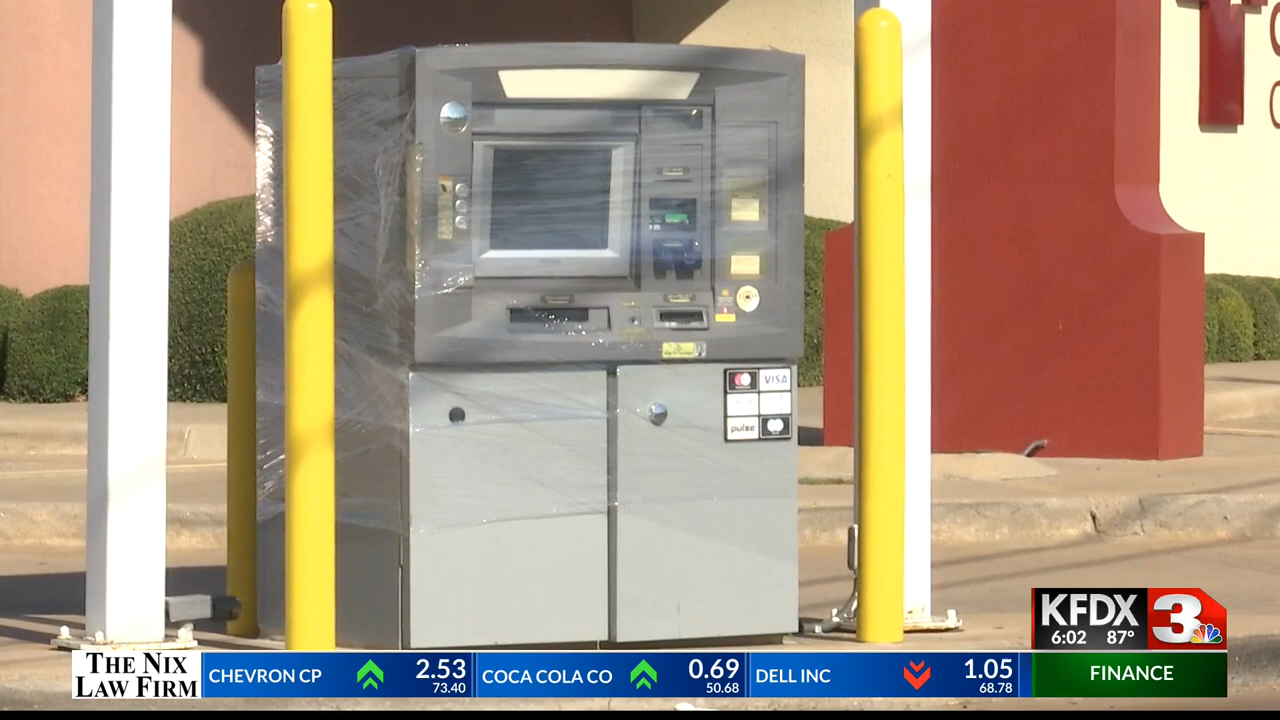 VISA
pulse
KFDX 3
6:02 87°
THE NIX
LAW FIRM
CHEVRON CP 2.53
73.40
COCA COLA CO 0.69
50.68
DELL INC 1.05
68.78
FINANCE